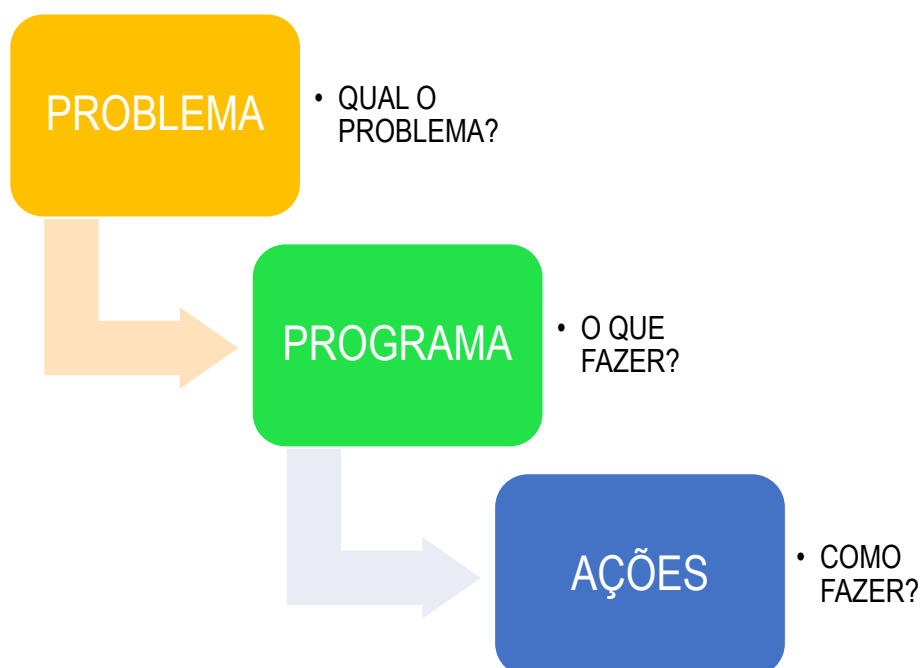 PROBLEMA
• QUAL O
PROBLEMA?
PROGRAMA
• O QUE
FAZER?
AÇÕES
• COMO
FAZER?